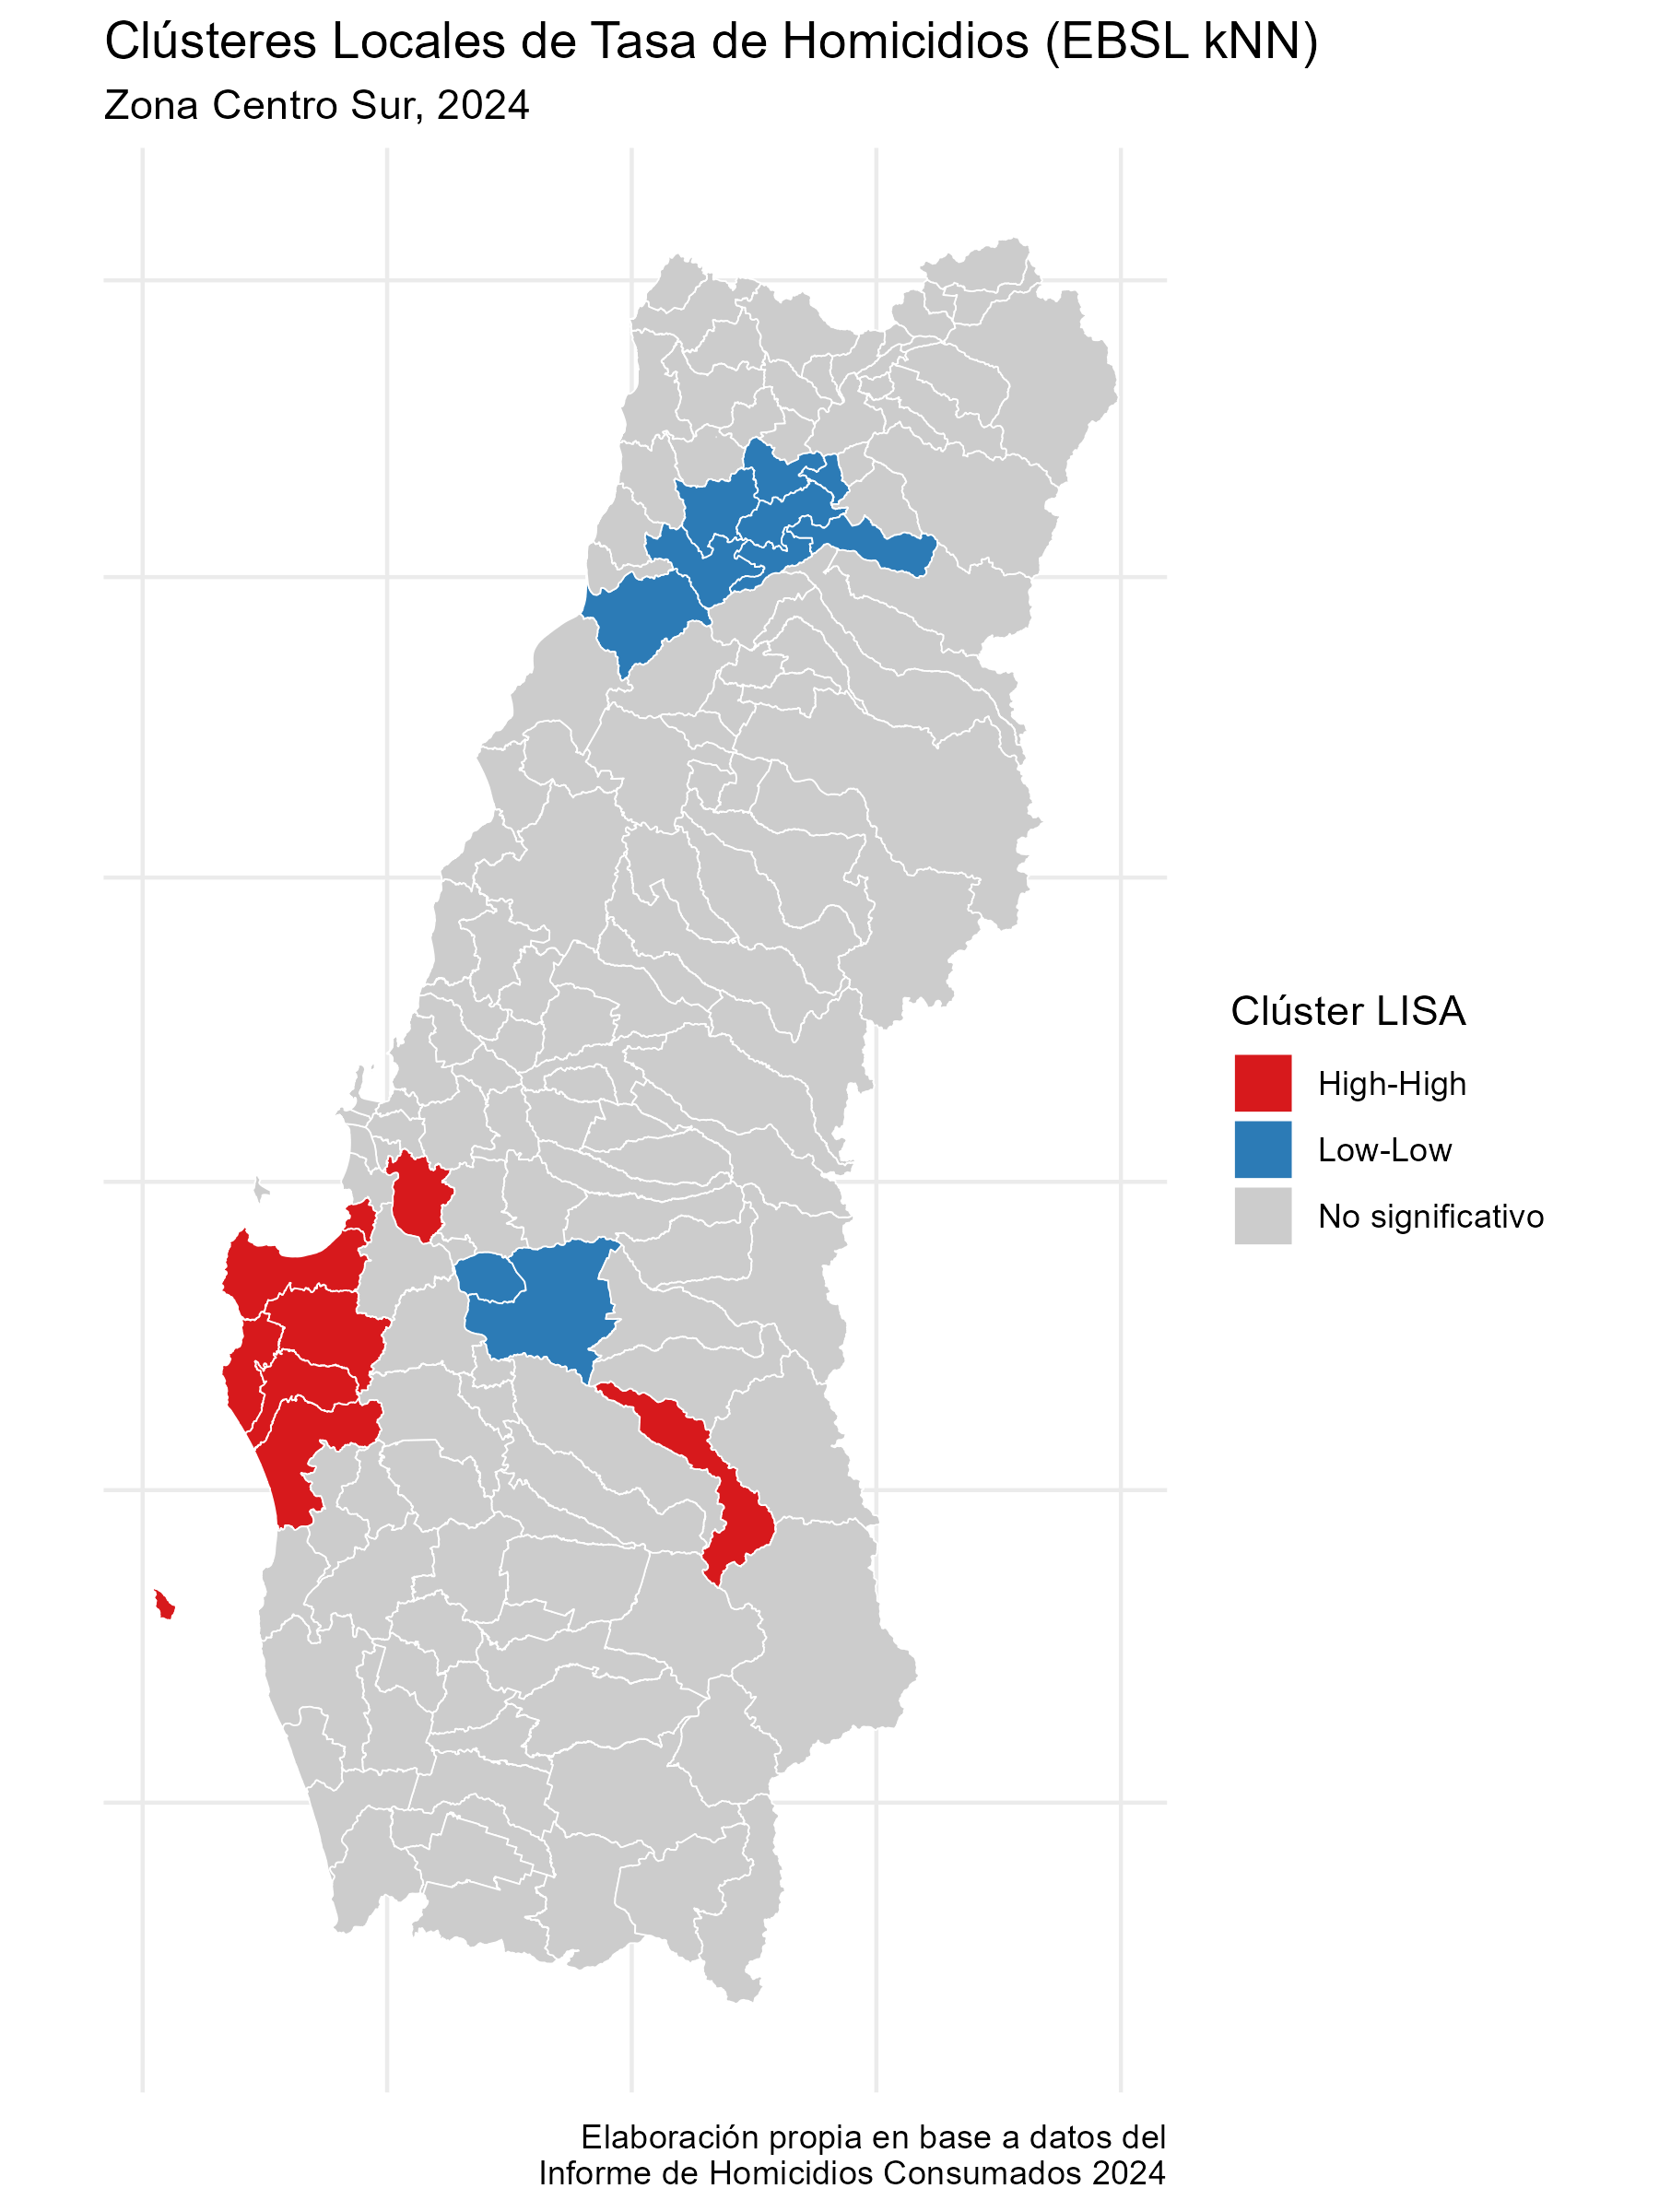 Clústeres Locales de Tasa de Homicidios (EBSL kNN)
Zona Centro Sur, 2024
Clúster LISA
High-High
Low-Low
No significativo
Elaboración propia en base a datos del
Informe de Homicidios Consumados 2024